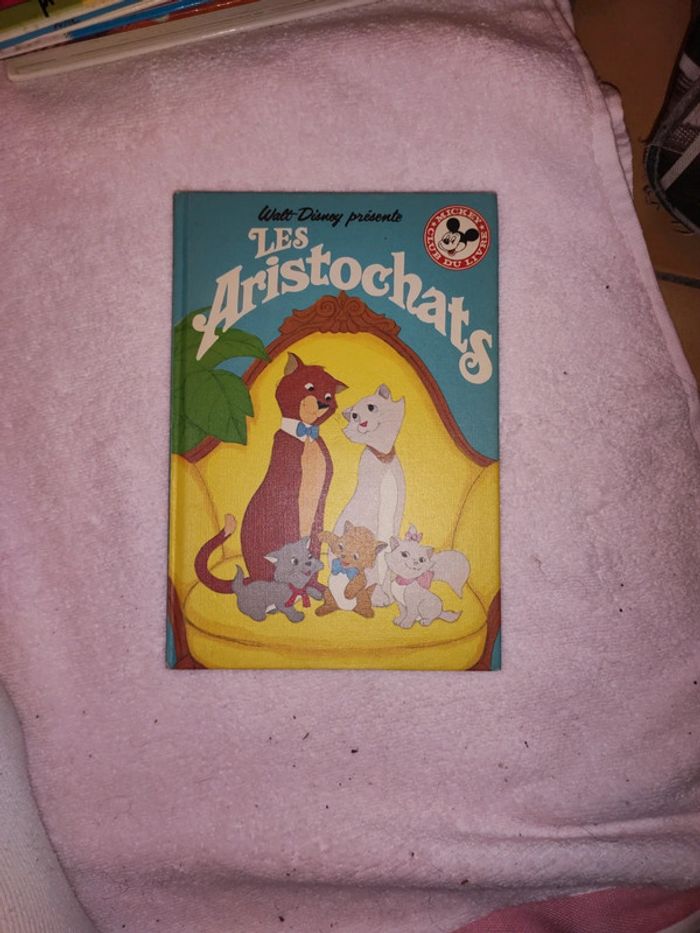 Walt-Disney présente
LES
Aristochats
MICKEY
CLUB DU LIVRE